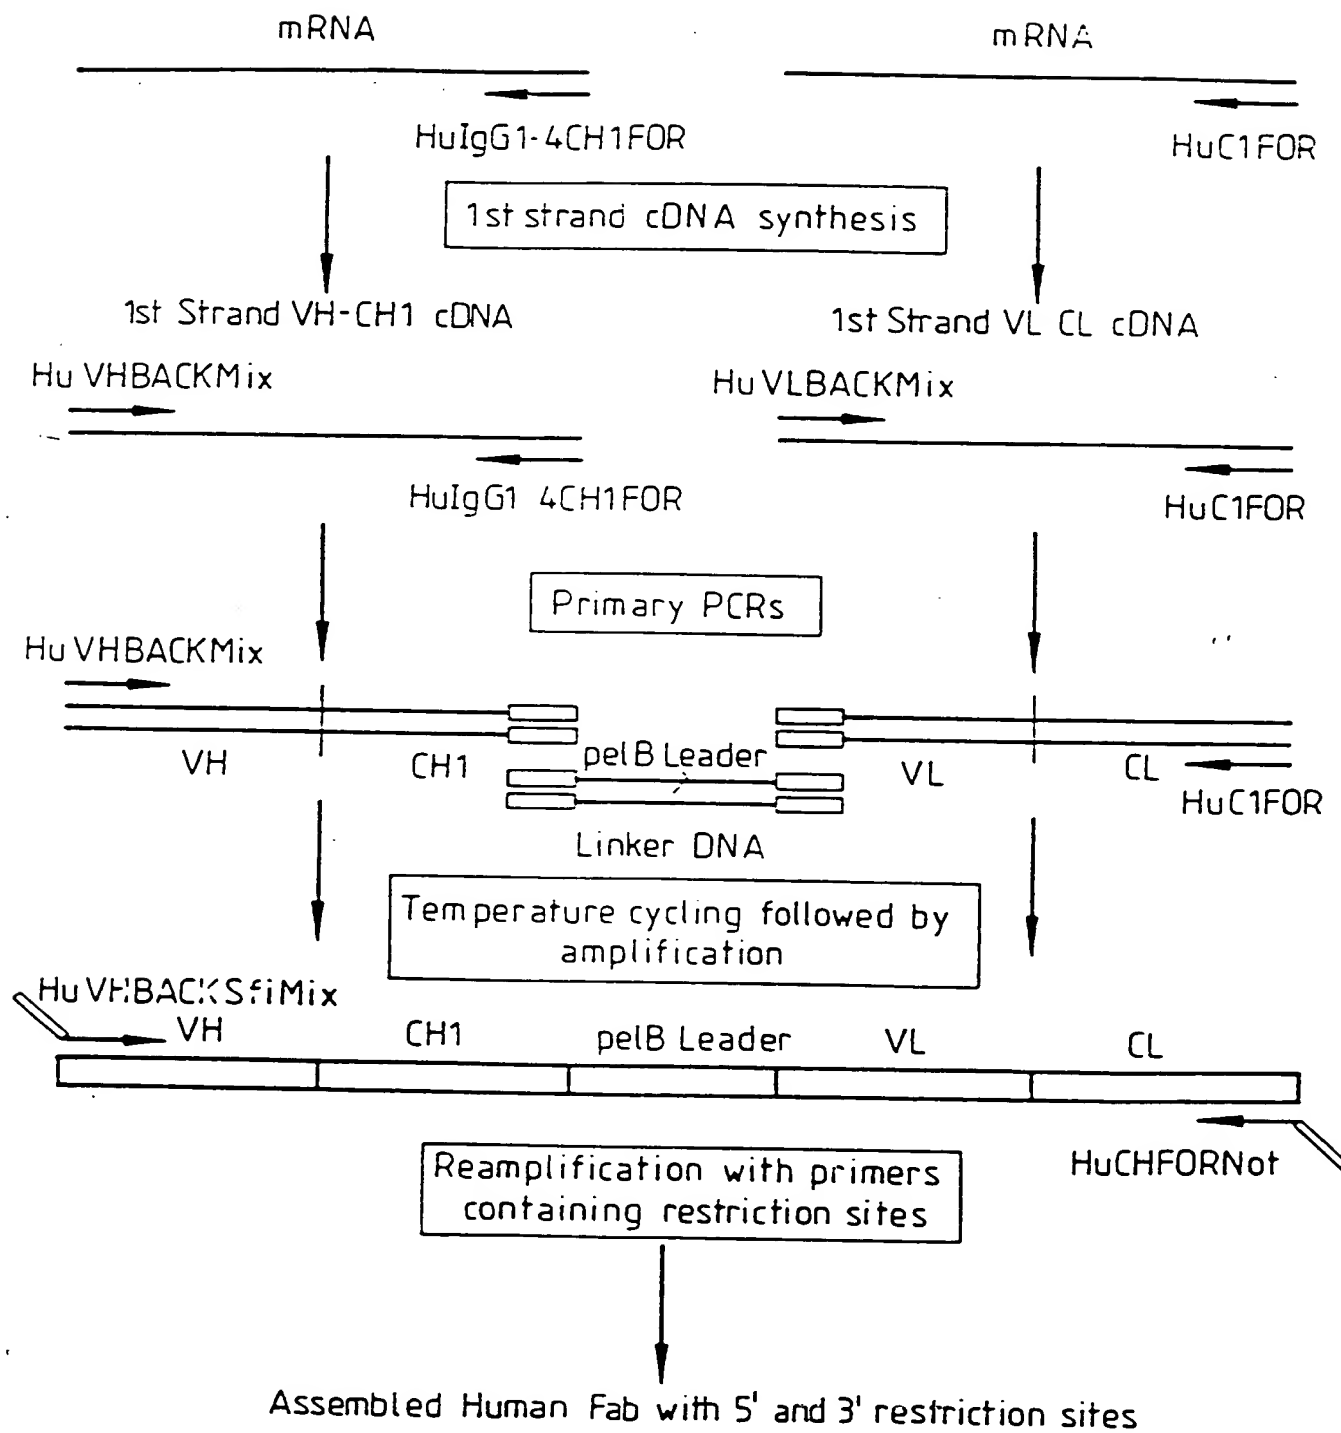 mRNA
mRNA
HuIgG1-4CH1FOR
HuC1FOR
1st strand cDNA synthesis
1st Strand VH-CH1 cDNA
1st Strand VL CL cDNA
Hu VHBACKMix
Hu VLBACKMix
HuIgG1 4CH1FOR
HuC1FOR
Primary PCRs
Hu VHBACKMix
VH
CH1
pelB Leader
VL
CL
HuC1FOR
Linker DNA
Temperature cycling followed by
amplification
Hu VHBACKSfiMix
VH
CH1
pelB Leader
VL
CL
HuCHFORNot
Reamplification with primers
containing restriction sites
Assembled Human Fab with 5' and 3' restriction sites